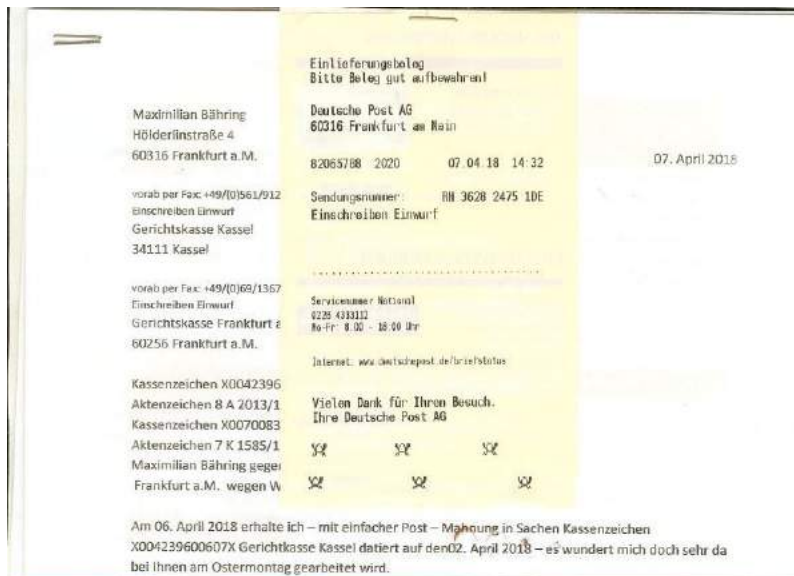 Einlieferungsbeleg
Bitte Beleg gut aufbewahren!
Deutsche Post AG
60316 Frankfurt am Main
82065788 2020 07.04.18 14:32
Sendungsnummer: RN 3628 2475 1DE
Einschreiben Einwurf
Servicenummer National
0228 4333112
Mo-Fr: 8.00 - 18:00 Uhr
Internet: www.deutschepost.de/briefstatus
Vielen Dank für Ihren Besuch.
Ihre Deutsche Post AG
Maximilian Bähring
Hölderlinstraße 4
60316 Frankfurt a.M.
07. April 2018
vorab per Fax: +49/(0)561/912
Einschreiben Einwurf
Gerichtskasse Kassel
34111 Kassel
vorab per Fax: +49/(0)69/1367
Einschreiben Einwurf
Gerichtskasse Frankfurt a
60256 Frankfurt a.M.
Kassenzeichen X0042396
Aktenzeichen 8 A 2013/1
Kassenzeichen X0070083
Aktenzeichen 7 K 1585/1
Maximilian Bähring gegen
Frankfurt a.M. wegen W
Am 06. April 2018 erhalte ich – mit einfacher Post – Mahnung in Sachen Kassenzeichen
X004239600607X Gerichtkasse Kassel datiert auf den02. April 2018 – es wundert mich doch sehr da
bei Ihnen am Ostermontag gearbeitet wird.